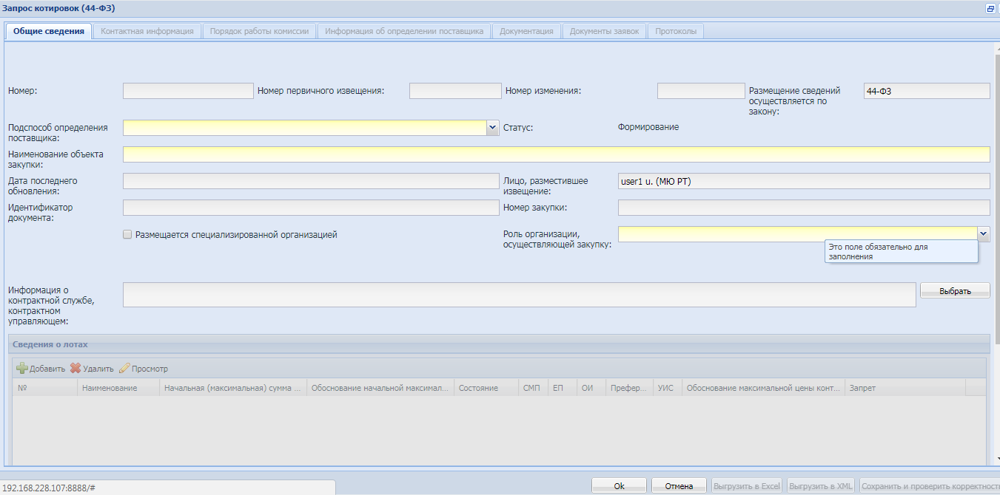 Запрос котировок (44-ФЗ)
Общие сведения Контактная информация Порядок работы комиссии Информация об определении поставщика Документация Документы заявок Протоколы
Номер: Номер первичного извещения: Номер изменения: Размещение сведений 44-ФЗ
осуществляется по
закону:
Подспособ определения Статус: Формирование
поставщика:
Наименование объекта
закупки:
Дата последнего Лицо, разместившее user1 u. (МЮ РТ)
обновления: извещение:
Идентификатор Номер закупки:
документа:
Размещается специализированной организацией Роль организации,
осуществляющей закупку:
Это поле обязательно для
заполнения
Информация о Выбрать
контрактной службе,
контрактном
управляющем:
Сведения о лотах
Добавить Удалить Просмотр
№ Наименование Начальная (максимальная) сумма ... Обоснование начальной максимал... Состояние СМП ЕП ОИ Префер... УИС Обоснование максимальной цены конт... Запрет
192.168.228.107:8888/# Ok Отмена Выгрузить в Excel Выгрузить в XML Сохранить и проверить корректност